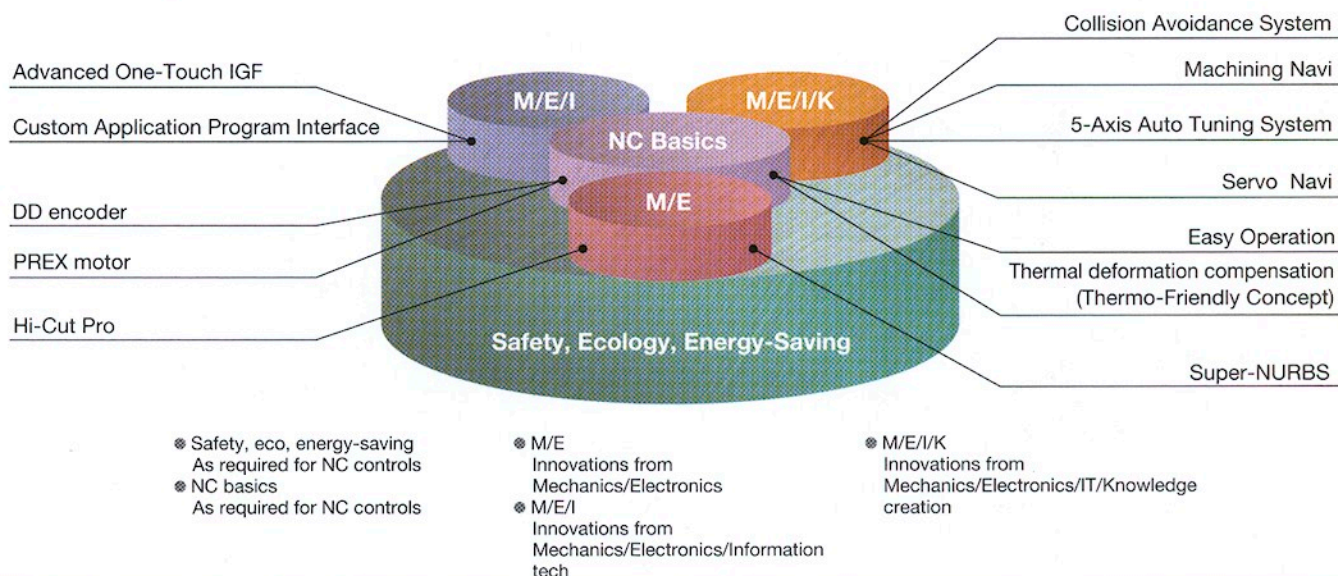 Collision Avoidance System
Advanced One-Touch IGF
Machining Navi
M/E/I
M/E/I/K
Custom Application Program Interface
5-Axis Auto Tuning System
NC Basics
Servo Navi
M/E
DD encoder
Easy Operation
PREX motor
Thermal deformation compensation
(Thermo-Friendly Concept)
Hi-Cut Pro
Safety, Ecology, Energy-Saving
Super-NURBS
Safety, eco, energy-saving
As required for NC controls
NC basics
As required for NC controls
M/E
Innovations from
Mechanics/Electronics
M/E/I
Innovations from
Mechanics/Electronics/Information
tech
M/E/I/K
Innovations from
Mechanics/Electronics/IT/Knowledge
creation